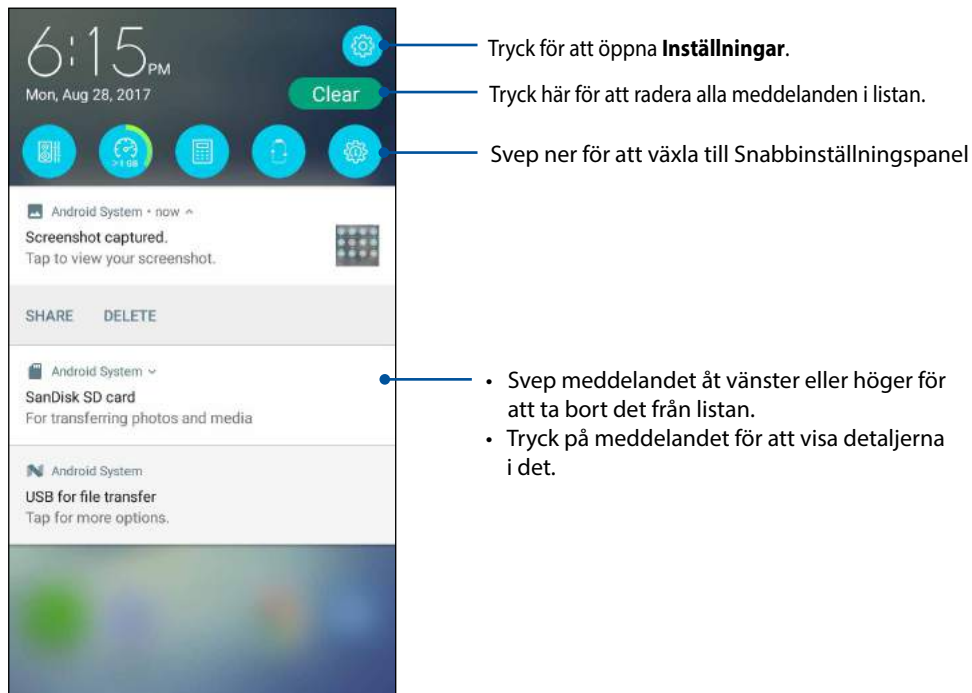 6:15 PM
Mon, Aug 28, 2017
Clear
>1 GB
Android System • now
Screenshot captured.
Tap to view your screenshot.
SHARE DELETE
Android System
SanDisk SD card
For transferring photos and media
Android System
USB for file transfer
Tap for more options.
Tryck för att öppna Inställningar.
Tryck här för att radera alla meddelanden i listan.
Svep ner för att växla till Snabbinställningspanel
• Svep meddelandet åt vänster eller höger för
att ta bort det från listan.
• Tryck på meddelandet för att visa detaljerna
i det.